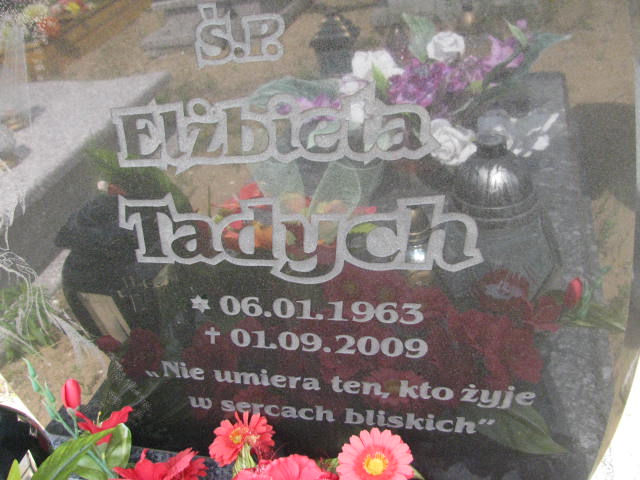 Ś.P.
Elżbieta
Tadych
✡ 06.01.1963
✝ 01.09.2009
„Nie umiera ten, kto żyje
w sercach bliskich”